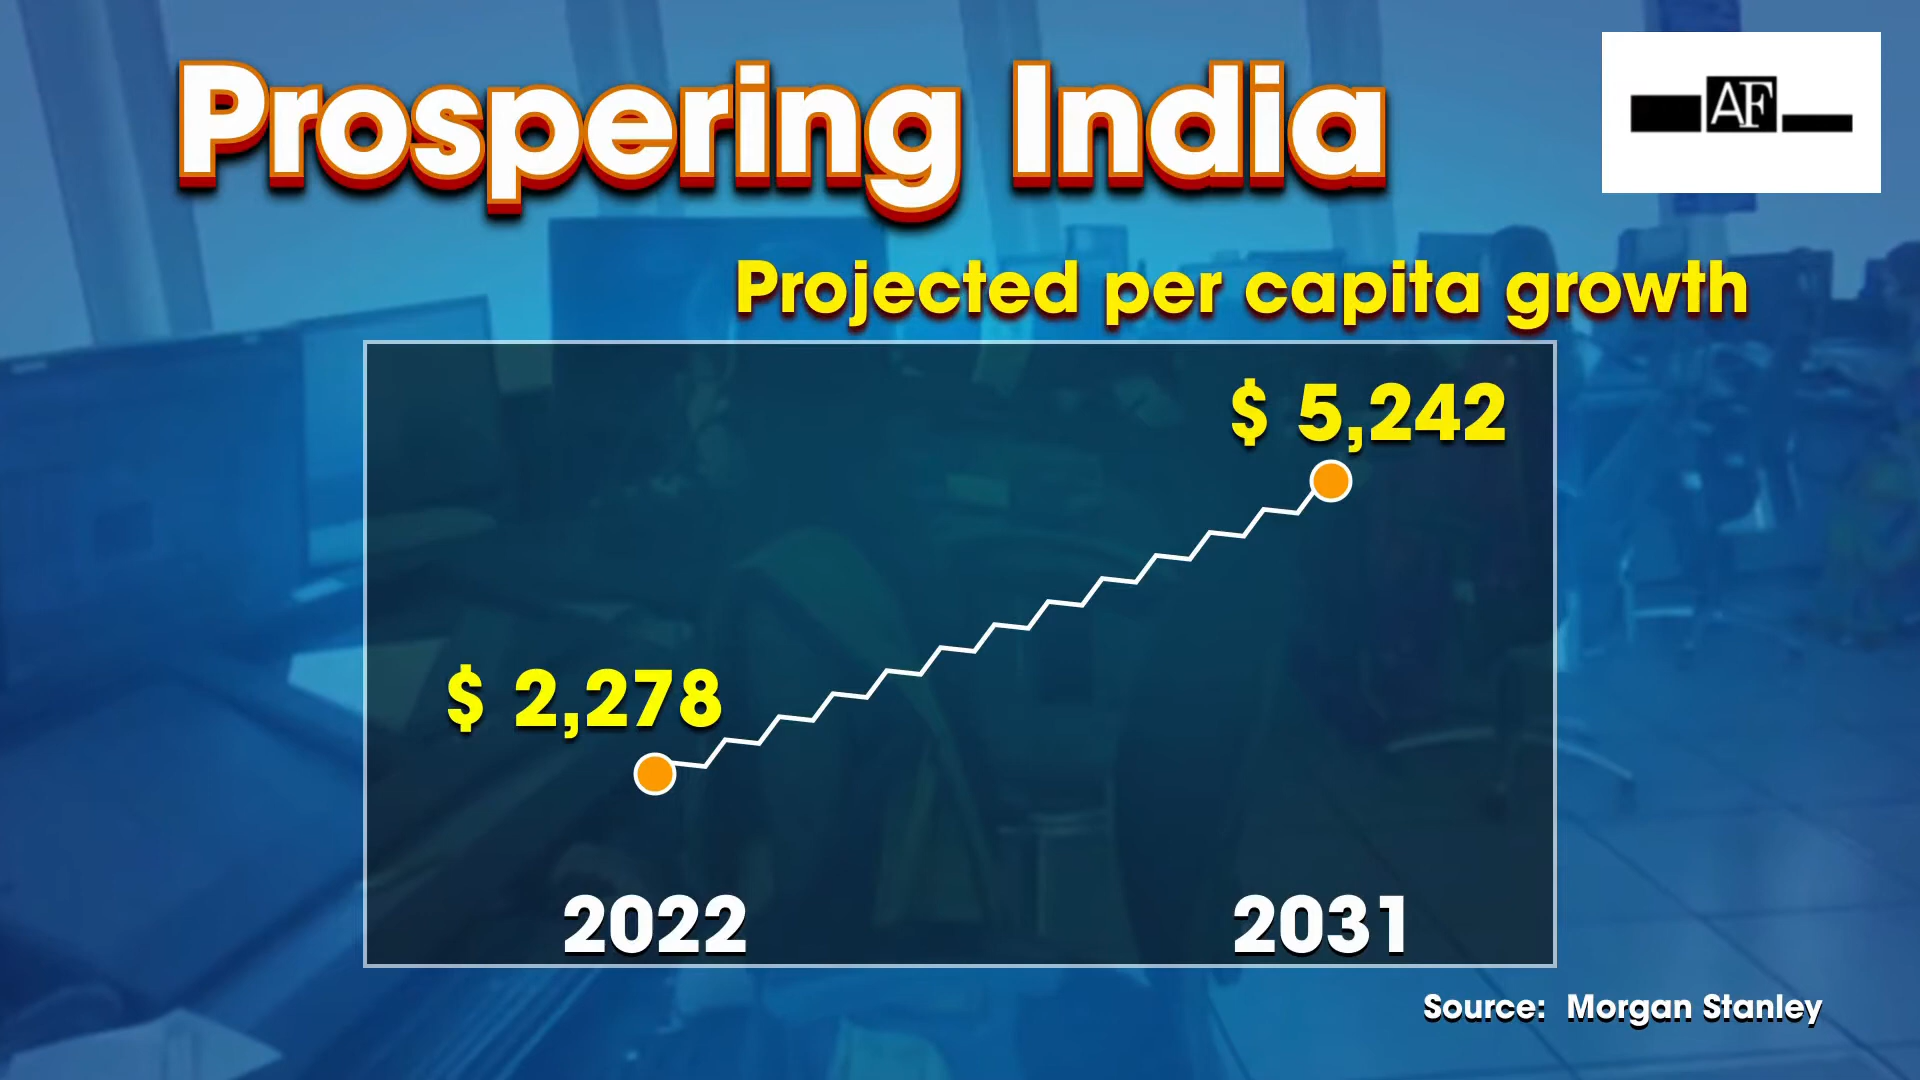 Prospering India
AF
Projected per capita growth
$ 5,242
$ 2,278
2022 2031
Source: Morgan Stanley